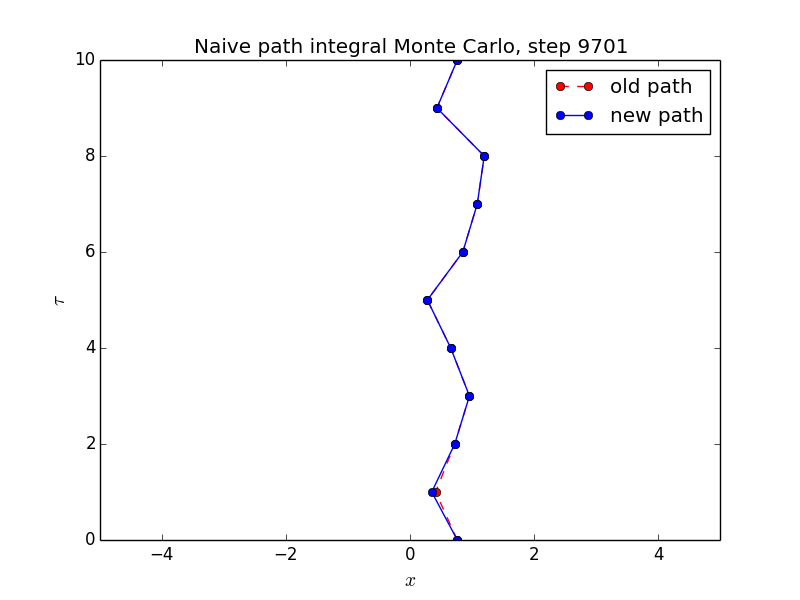 Naive path integral Monte Carlo, step 9701
old path
new path
10
8
6
4
2
0
τ
−4 −2 0 2 4
x